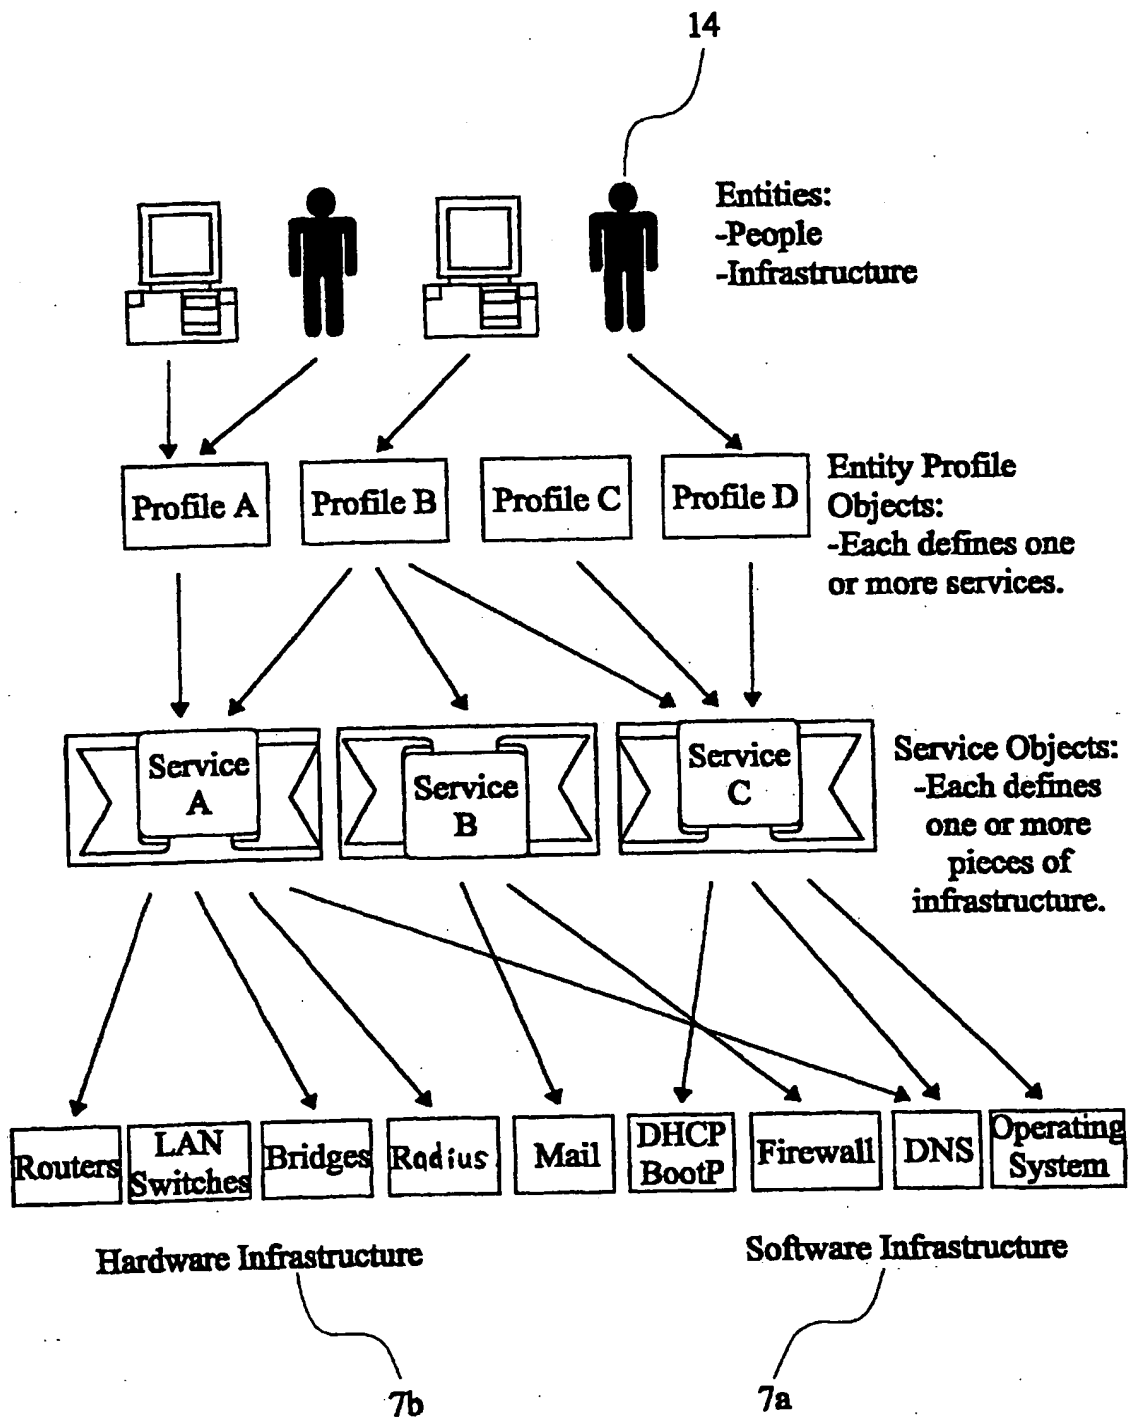 14
Entities:
-People
-Infrastructure
Profile A
Profile B
Profile C
Profile D
Entity Profile
Objects:
-Each defines one
or more services.
Service
A
Service
B
Service
C
Service Objects:
-Each defines
one or more
pieces of
infrastructure.
Routers
LAN
Switches
Bridges
Radius
Mail
DHCP
BootP
Firewall
DNS
Operating
System
Hardware Infrastructure
Software Infrastructure
7b
7a